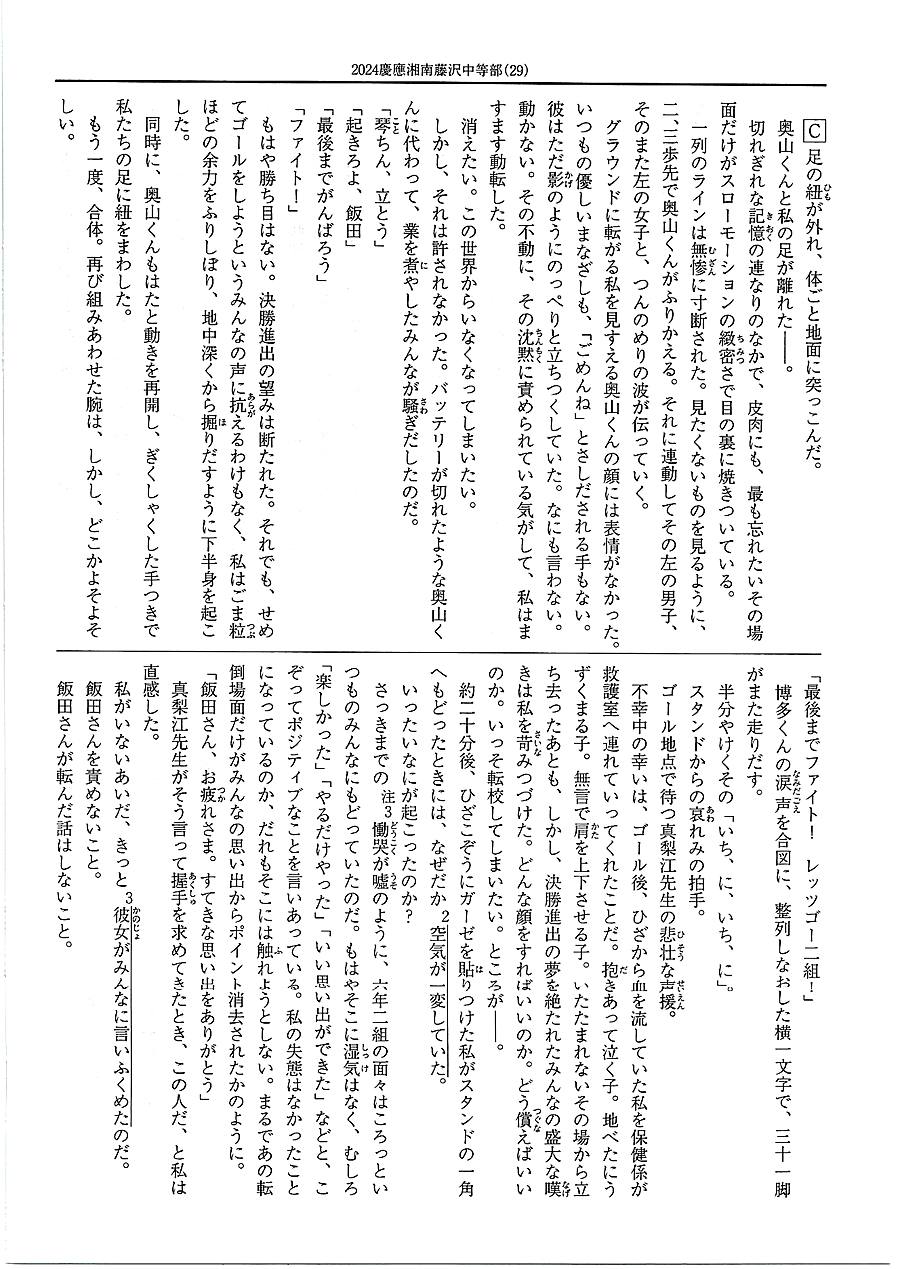 2024慶應湘南藤沢中等部(29)
C 足の紐が外れ、体ごと地面に突っこんだ。
奥山くんと私の足が離れた――。
切れぎれな記憶の連なりのなかで、皮肉にも、最も忘れたいその場
面だけがスローモーションの緻密さで目の裏に焼きついている。
一列のラインは無惨に寸断された。見たくないものを見るように、
二、三歩先で奥山くんがふりかえる。それに連動してその左の男子、
そのまた左の女子と、つんのめりの波が伝っていく。
グラウンドに転がる私を見すえる奥山くんの顔には表情がなかった。
いつもの優しいまなざしも、「ごめんね」とさしだされる手もない。
彼はただ影のようにのっぺりと立ちつくしていた。なにも言わない。
動かない。その不動に、その沈黙に責められている気がして、私はま
すます動転した。
消えたい。この世界からいなくなってしまいたい。
しかし、それは許されなかった。バッテリーが切れたような奥山く
んに代わって、業を煮やしたみんなが騒ぎだしたのだ。
「琴ちん、立とう」
「起きろよ、飯田」
「最後までがんばろう」
「ファイト！」
もはや勝ち目はない。決勝進出の望みは断たれた。それでも、せめ
てゴールをしようというみんなの声に抗えるわけもなく、私はごま粒
ほどの余力をふりしぼり、地中深くから掘りだすように下半身を起こ
した。
同時に、奥山くんもはたと動きを再開し、ぎくしゃくした手つきで
私たちの足に紐をまわした。
もう一度、合体。再び組みあわせた腕は、しかし、どこかよそよそ
しい。
「最後までファイト！　レッツゴー二組！」
博多くんの涙声を合図に、整列しなおした横一文字で、三十一脚
がまた走りだす。
半分やけくその「いち、に、いち、に」。
スタンドからの哀れみの拍手。
ゴール地点で待つ真梨江先生の悲壮な声援。
不幸中の幸いは、ゴール後、ひざから血を流していた私を保健係が
救護室へ連れていってくれたことだ。抱きあって泣く子。地べたにう
ずくまる子。無言で肩を上下させる子。いたたまれないその場から立
ち去ったあとも、しかし、決勝進出の夢を絶たれたみんなの盛大な嘆
きは私を苛みつづけた。どんな顔をすればいいのか。どう償えばいい
のか。いっそ転校してしまいたい。ところが――。
約二十分後、ひざこぞうにガーゼを貼りつけた私がスタンドの一角
へもどったときには、なぜだか2空気が一変していた。
いったいなにが起こったのか？
さっきまでの注3慟哭が嘘のように、六年二組の面々はころっとい
つものみんなにもどっていたのだ。もはやそこに湿気はなく、むしろ
「楽しかった」「やるだけやった」「いい思い出ができた」などと、こ
ぞってポジティブなことを言いあっている。私の失態はなかったこと
になっているのか、だれもそこには触れようとしない。まるであの転
倒場面だけがみんなの思い出からポイント消去されたかのように。
「飯田さん、お疲れさま。すてきな思い出をありがとう」
真梨江先生がそう言って握手を求めてきたとき、この人だ、と私は
直感した。
私がいないあいだ、きっと3彼女がみんなに言いふくめたのだ。
飯田さんを責めないこと。
飯田さんが転んだ話はしないこと。